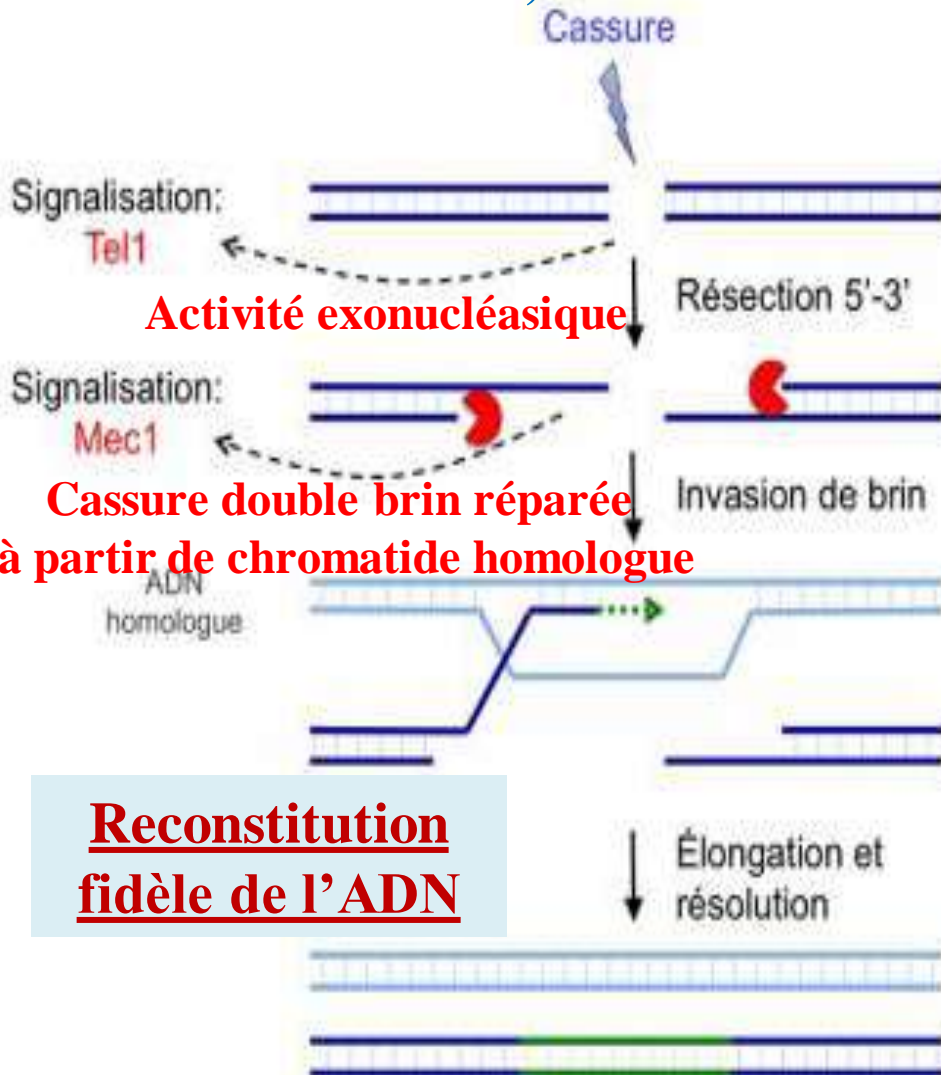 Cassure
Signalisation:
Tel1
Activité exonucléasique
Résection 5'-3'
Signalisation:
Mec1
Cassure double brin réparée
à partir de chromatide homologue
Invasion de brin
ADN
homologue
Reconstitution
fidèle de l'ADN
Élongation et
résolution